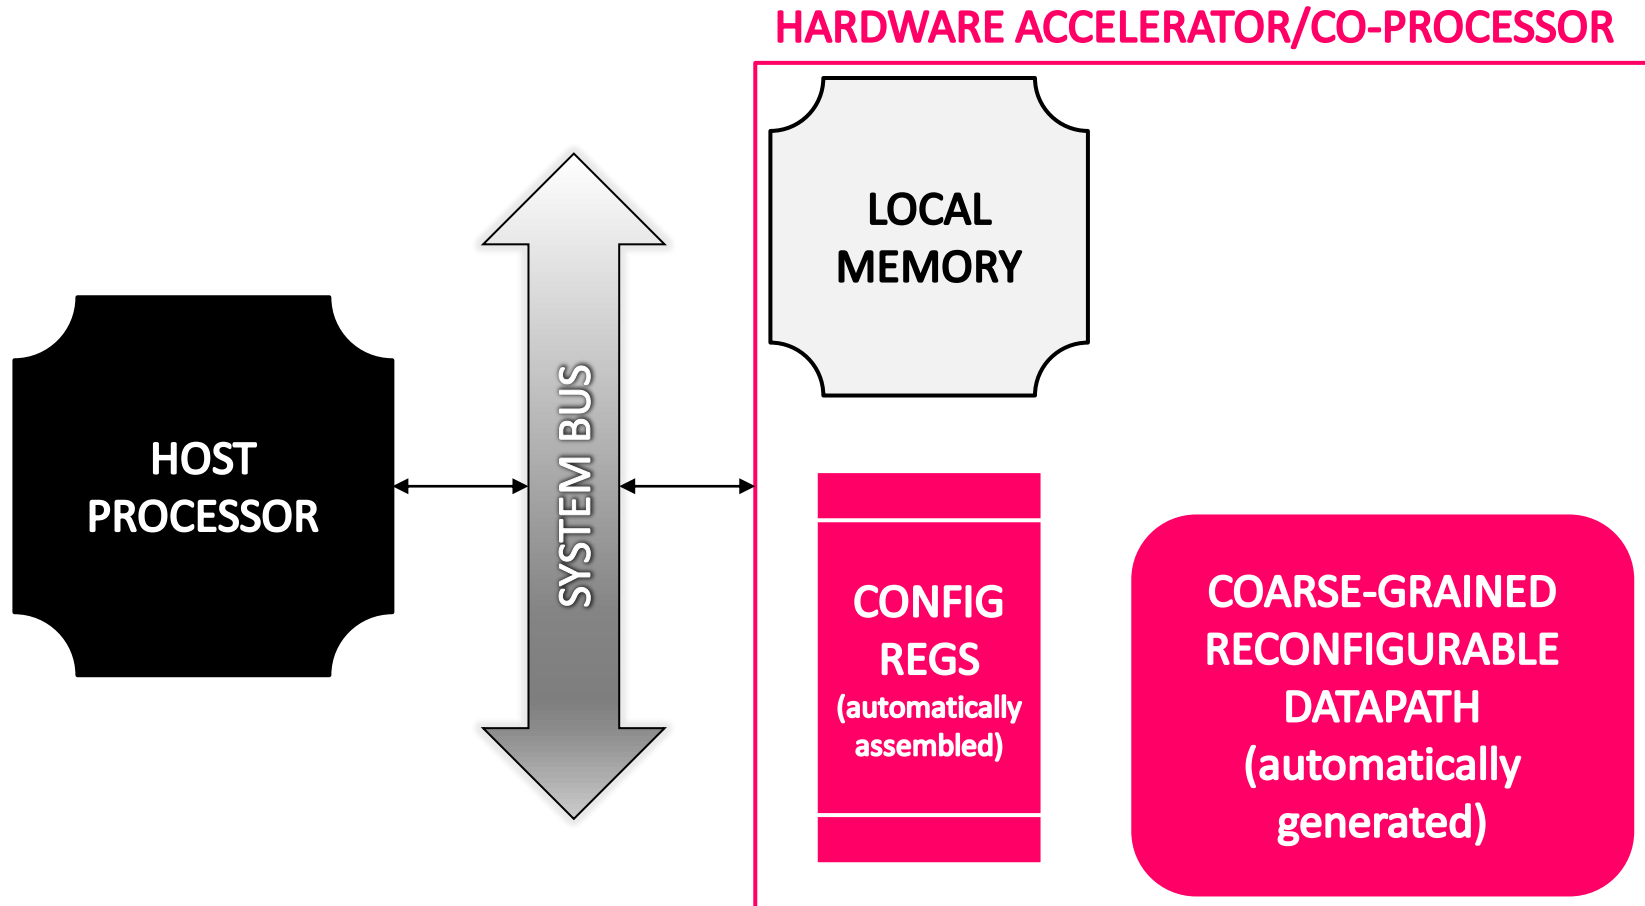 HARDWARE ACCELERATOR/CO-PROCESSOR
LOCAL
MEMORY
HOST
PROCESSOR
SYSTEM BUS
CONFIG
REGS
(automatically
assembled)
COARSE-GRAINED
RECONFIGURABLE
DATAPATH
(automatically
generated)